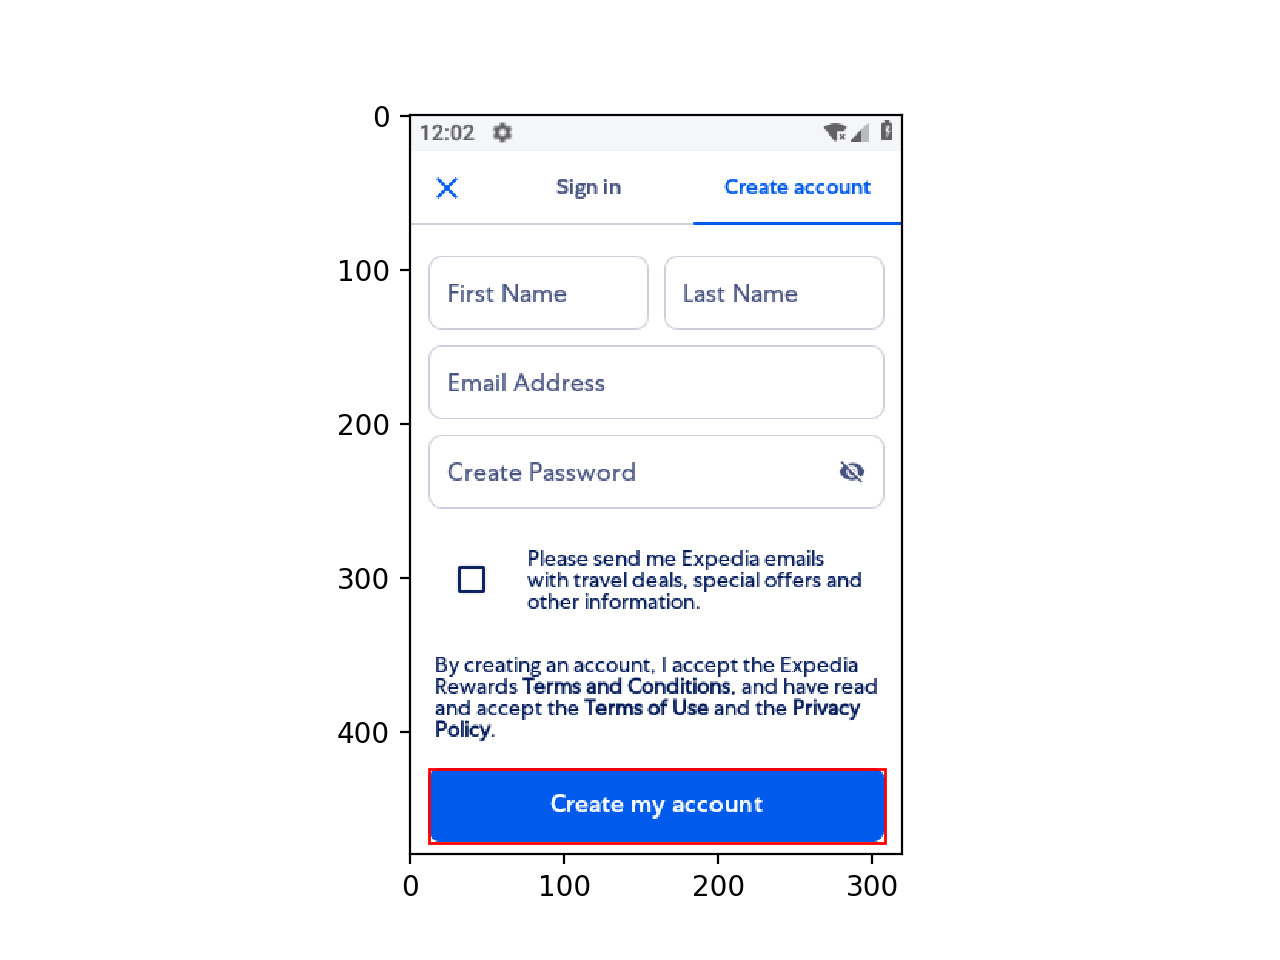 0
12:02
Sign in Create account
100
First Name Last Name
Email Address
200
Create Password
Please send me Expedia emails
300
with travel deals, special offers and
other information.
By creating an account, I accept the Expedia
Rewards Terms and Conditions, and have read
and accept the Terms of Use and the Privacy
400
Policy.
Create my account
0 100 200 300